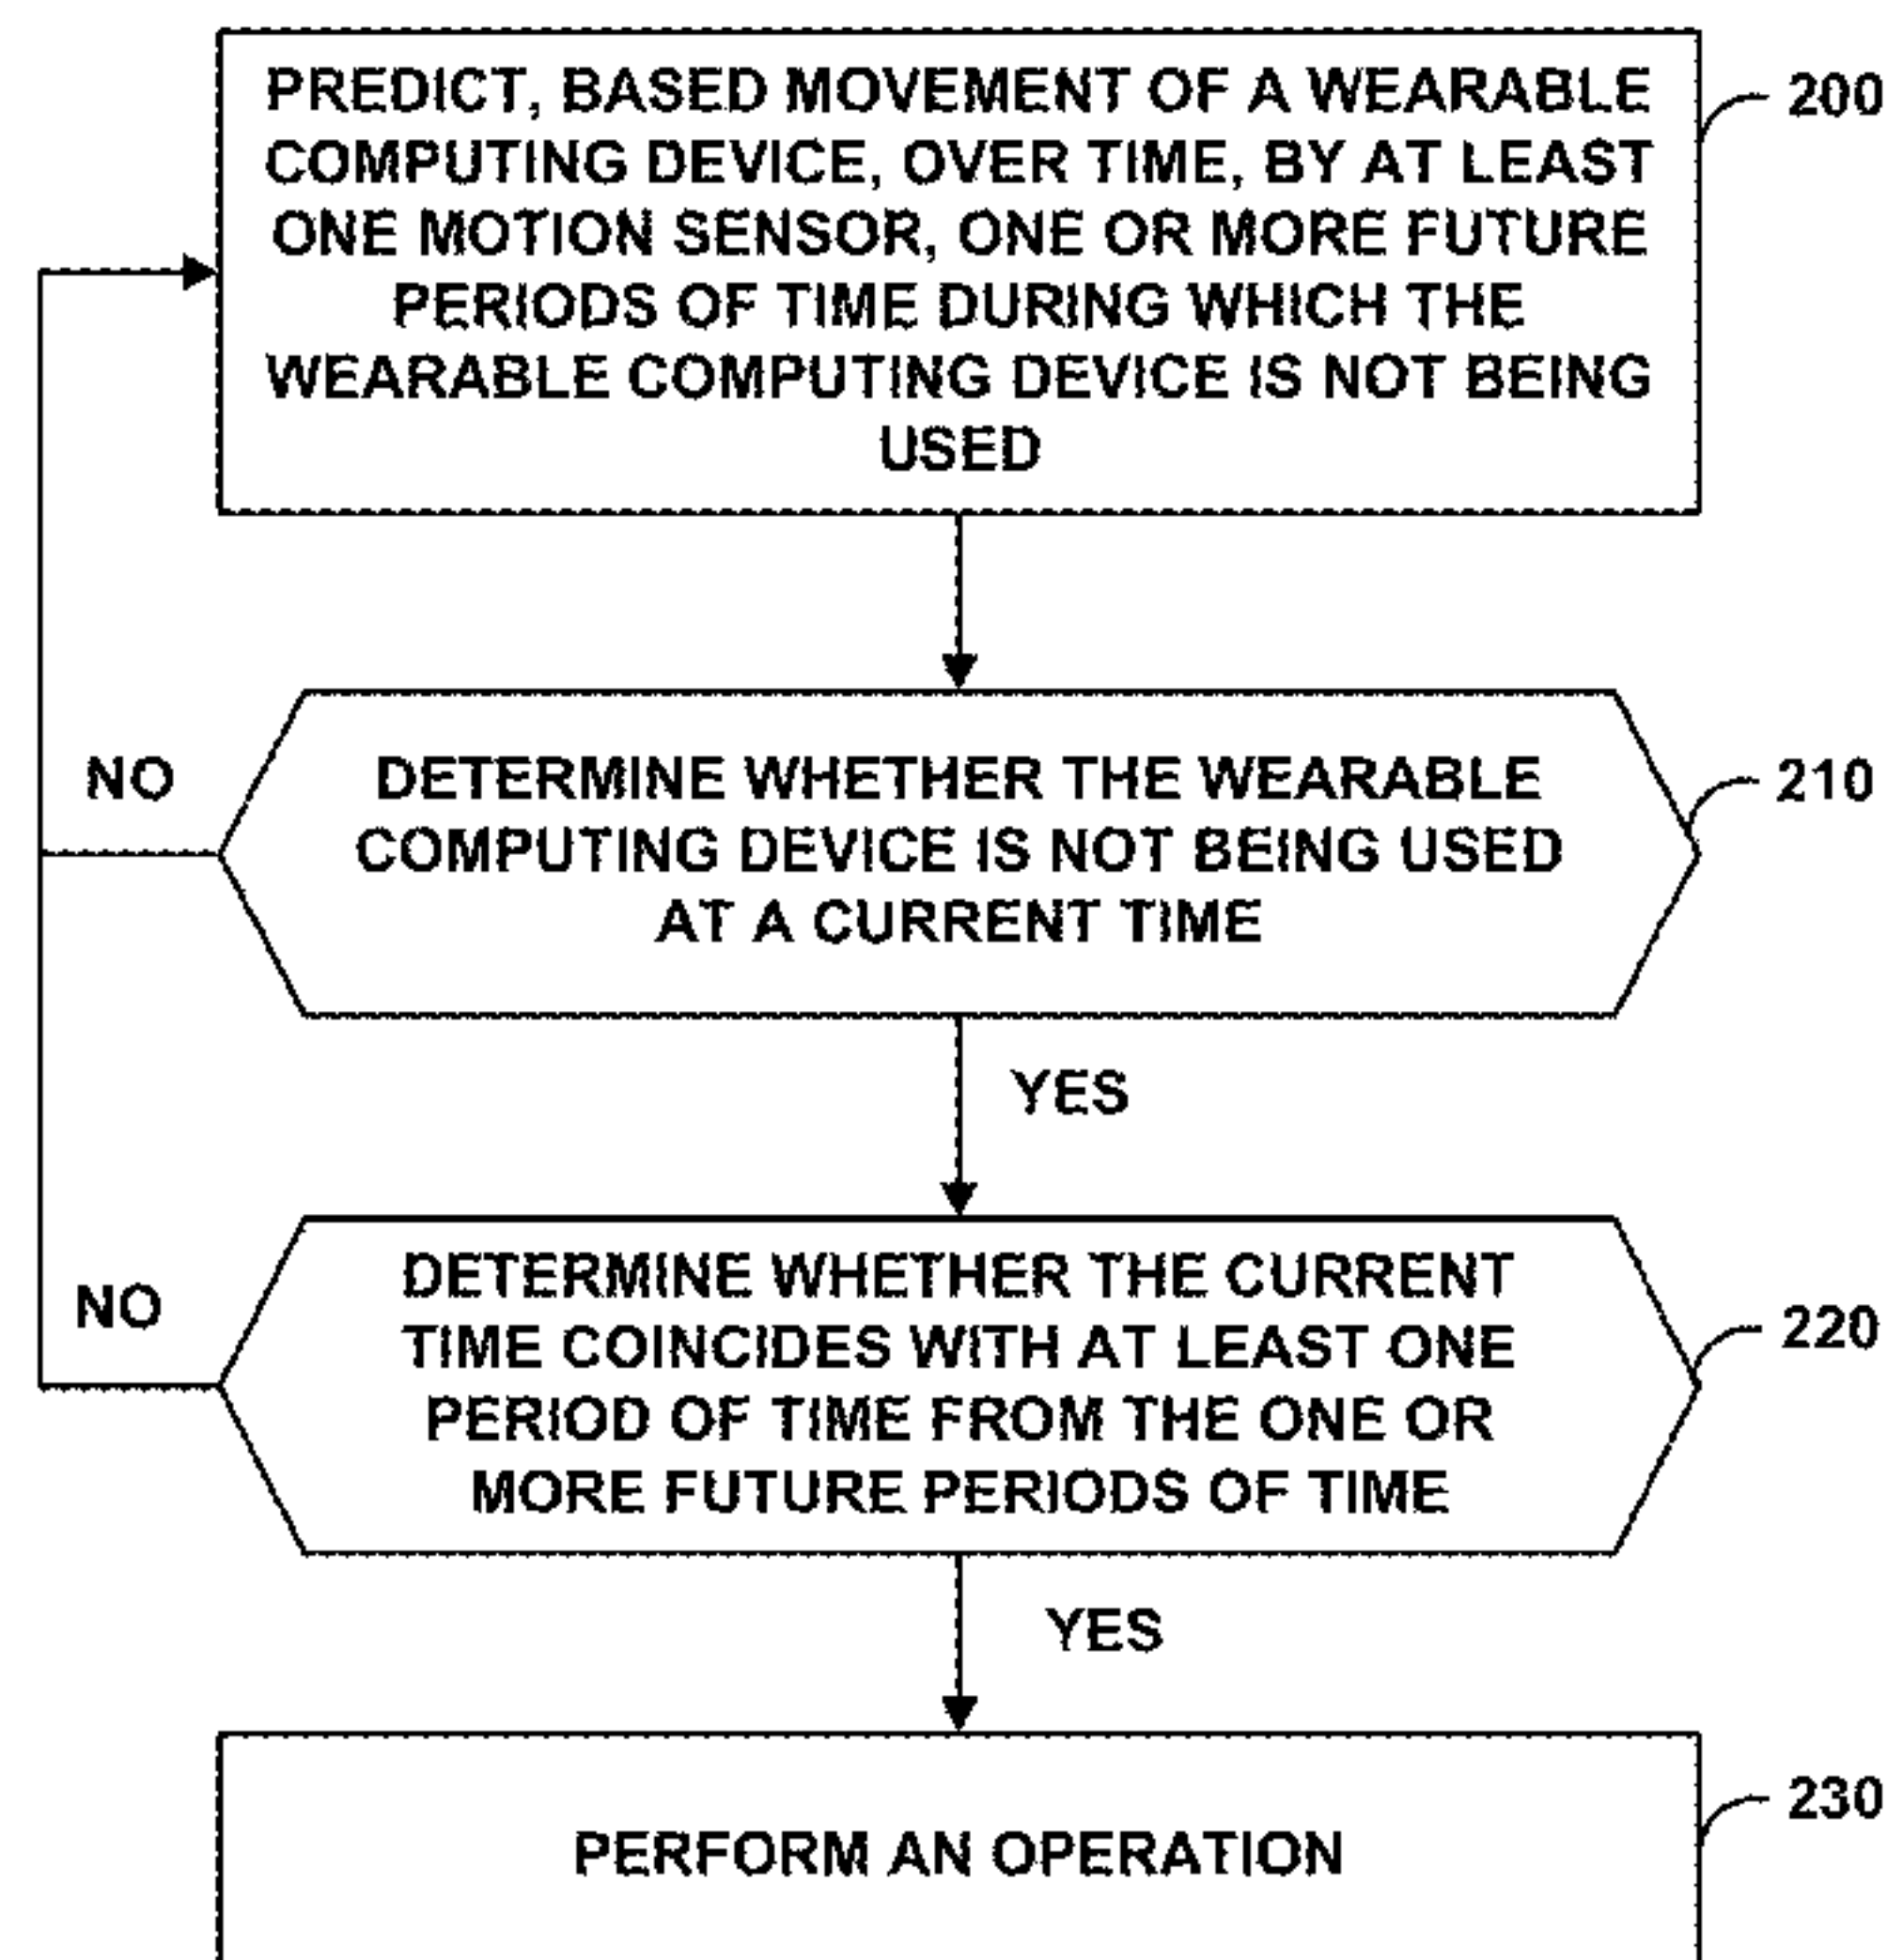 PREDICT, BASED MOVEMENT OF A WEARABLE
COMPUTING DEVICE, OVER TIME, BY AT LEAST
ONE MOTION SENSOR, ONE OR MORE FUTURE
PERIODS OF TIME DURING WHICH THE
WEARABLE COMPUTING DEVICE IS NOT BEING
USED
200
NO
DETERMINE WHETHER THE WEARABLE
COMPUTING DEVICE IS NOT BEING USED
AT A CURRENT TIME
210
YES
NO
DETERMINE WHETHER THE CURRENT
TIME COINCIDES WITH AT LEAST ONE
PERIOD OF TIME FROM THE ONE OR
MORE FUTURE PERIODS OF TIME
220
YES
PERFORM AN OPERATION
230